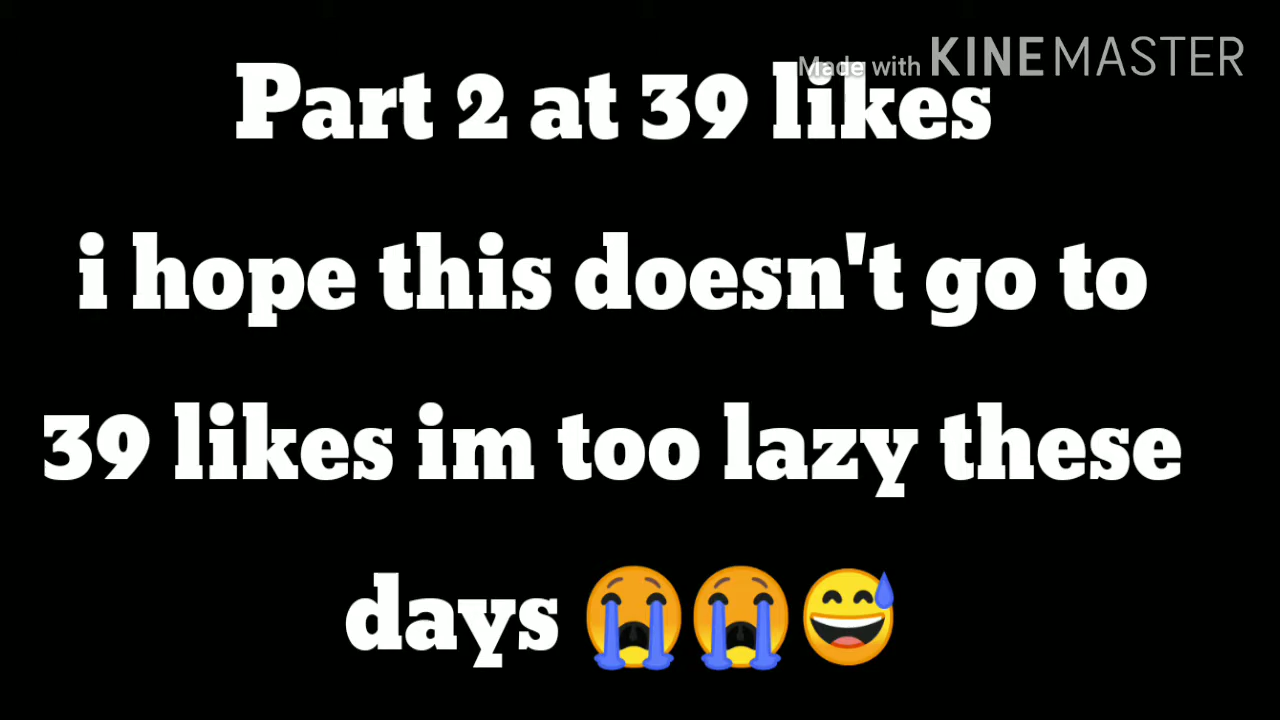 Made with KINEMASTER
Part 2 at 39 likes
i hope this doesn't go to
39 likes im too lazy these
days 😭😭😅